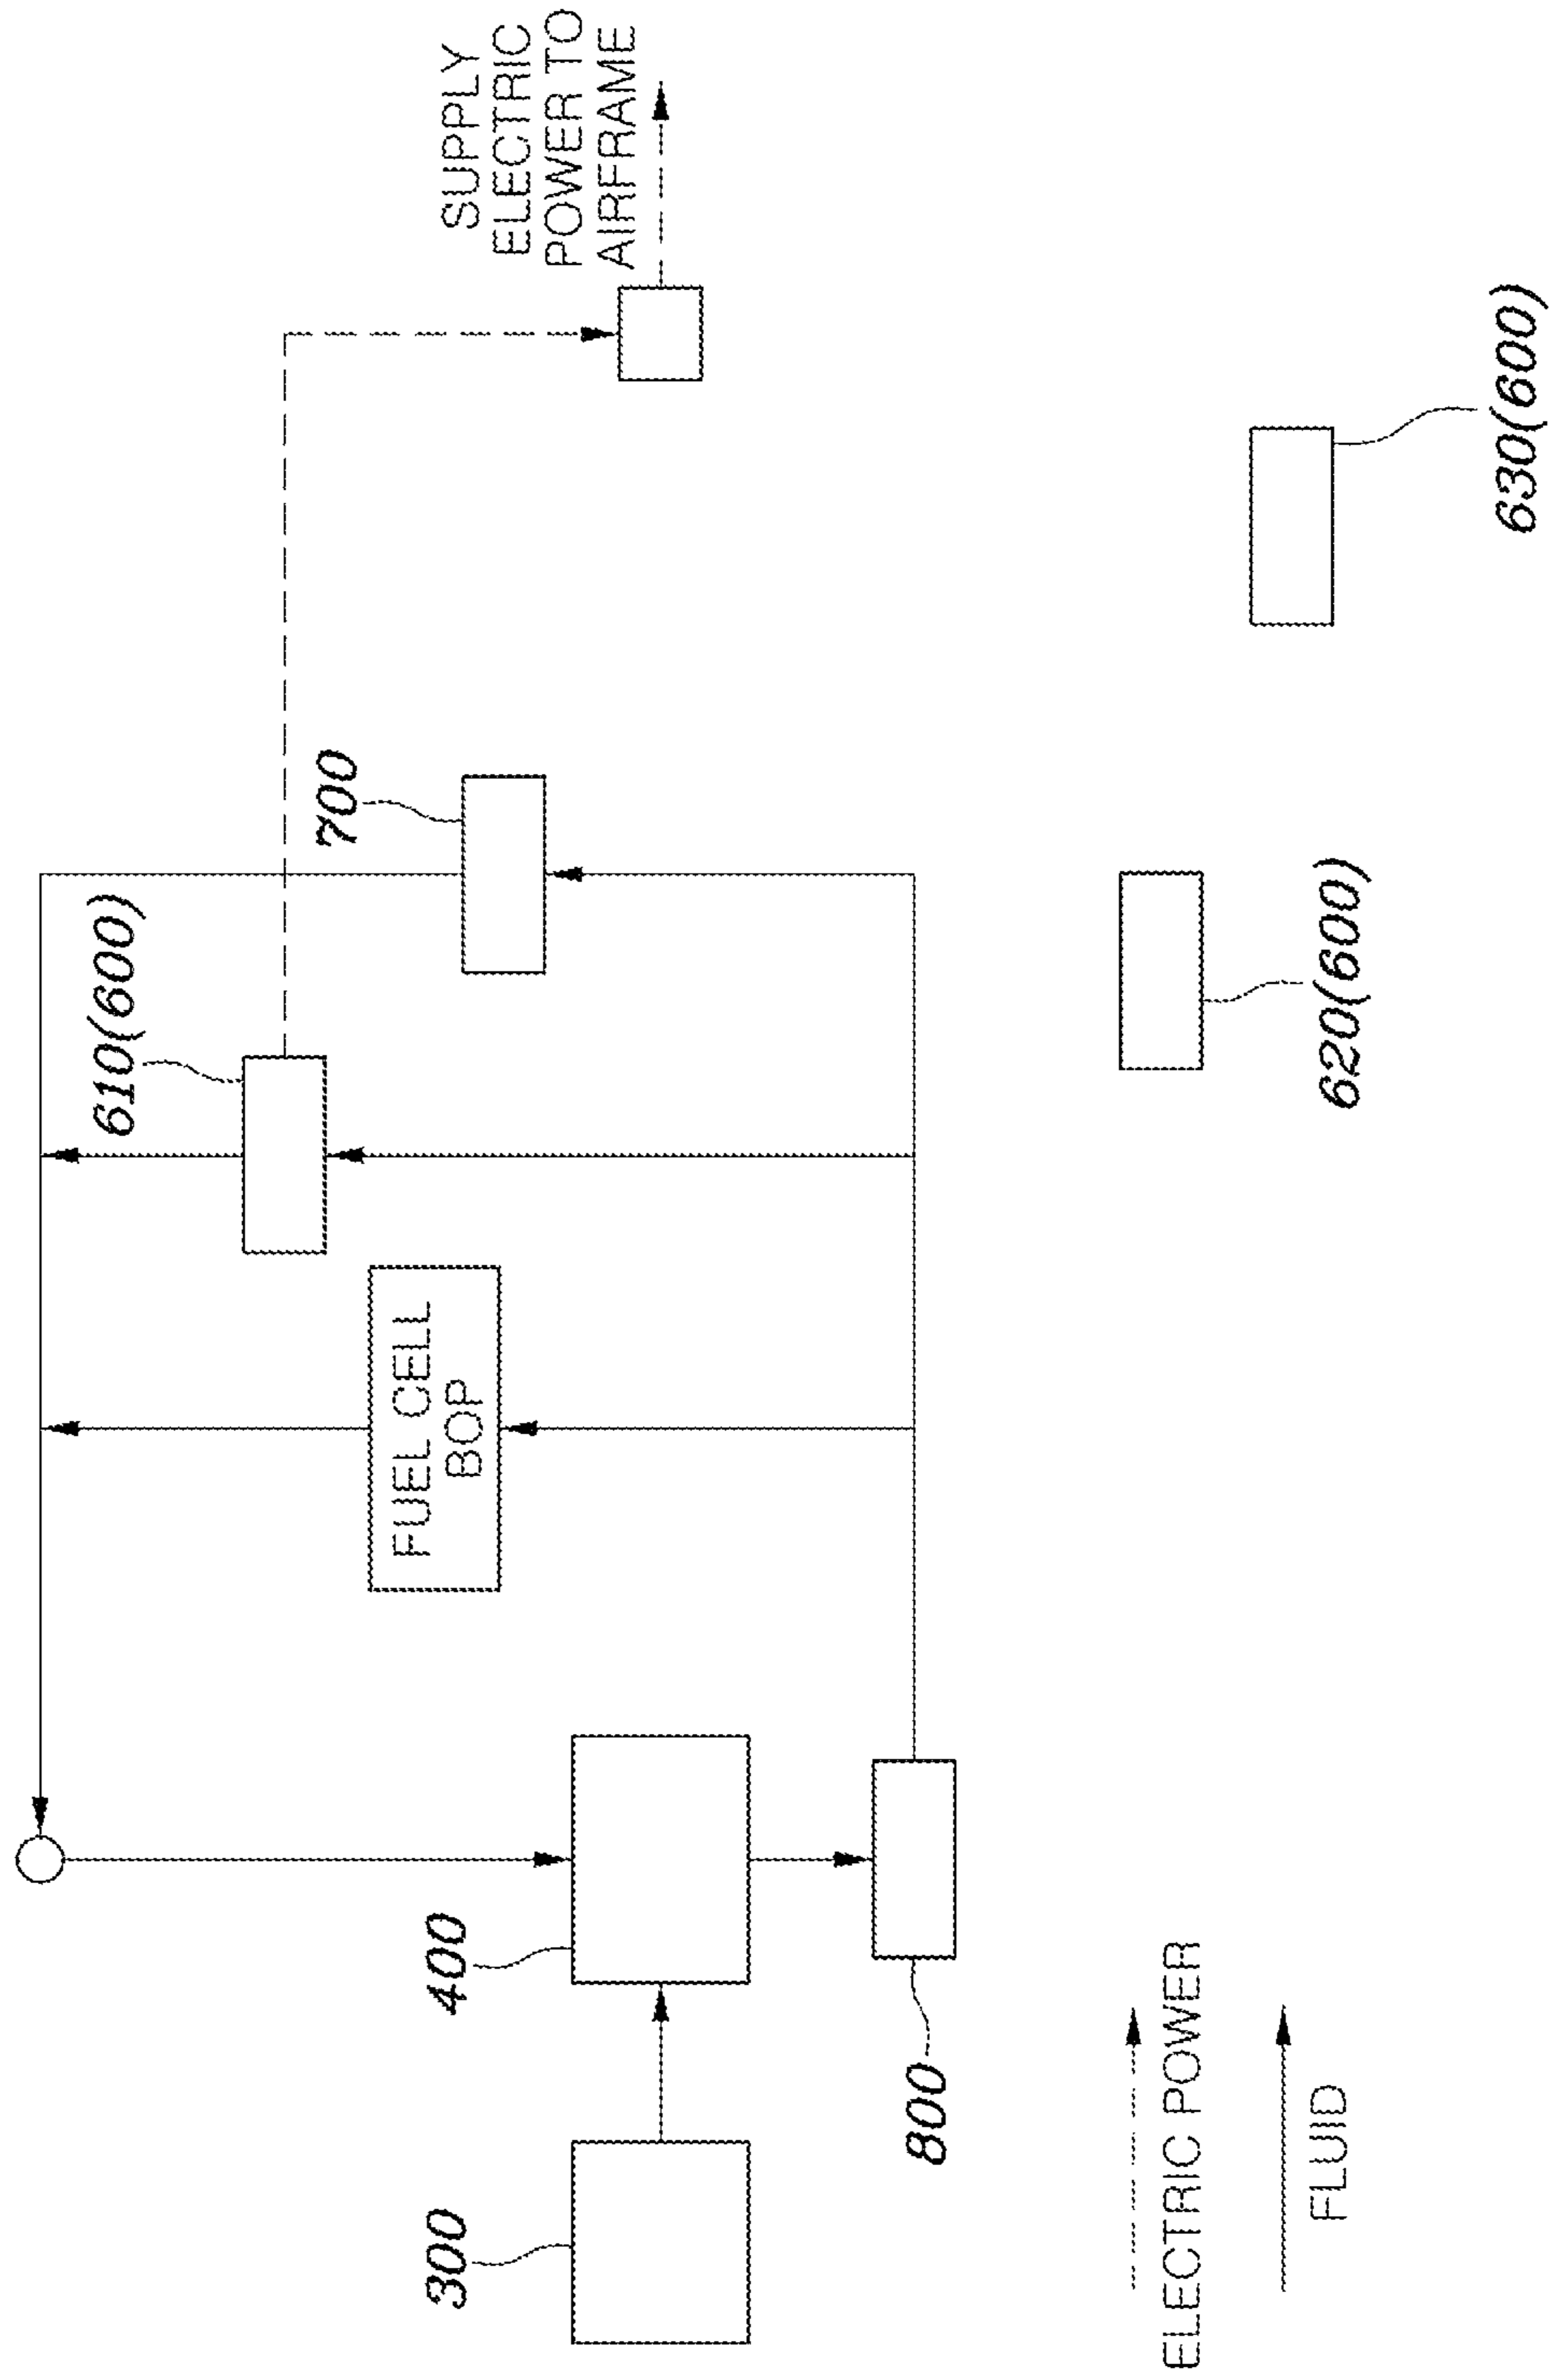 SUPPLY
ELECTRIC
POWER TO
AIRFRAME
610(600)
700
FUEL CELL
BOP
400
300
800
620(600)
630(600)
ELECTRIC POWER
FLUID